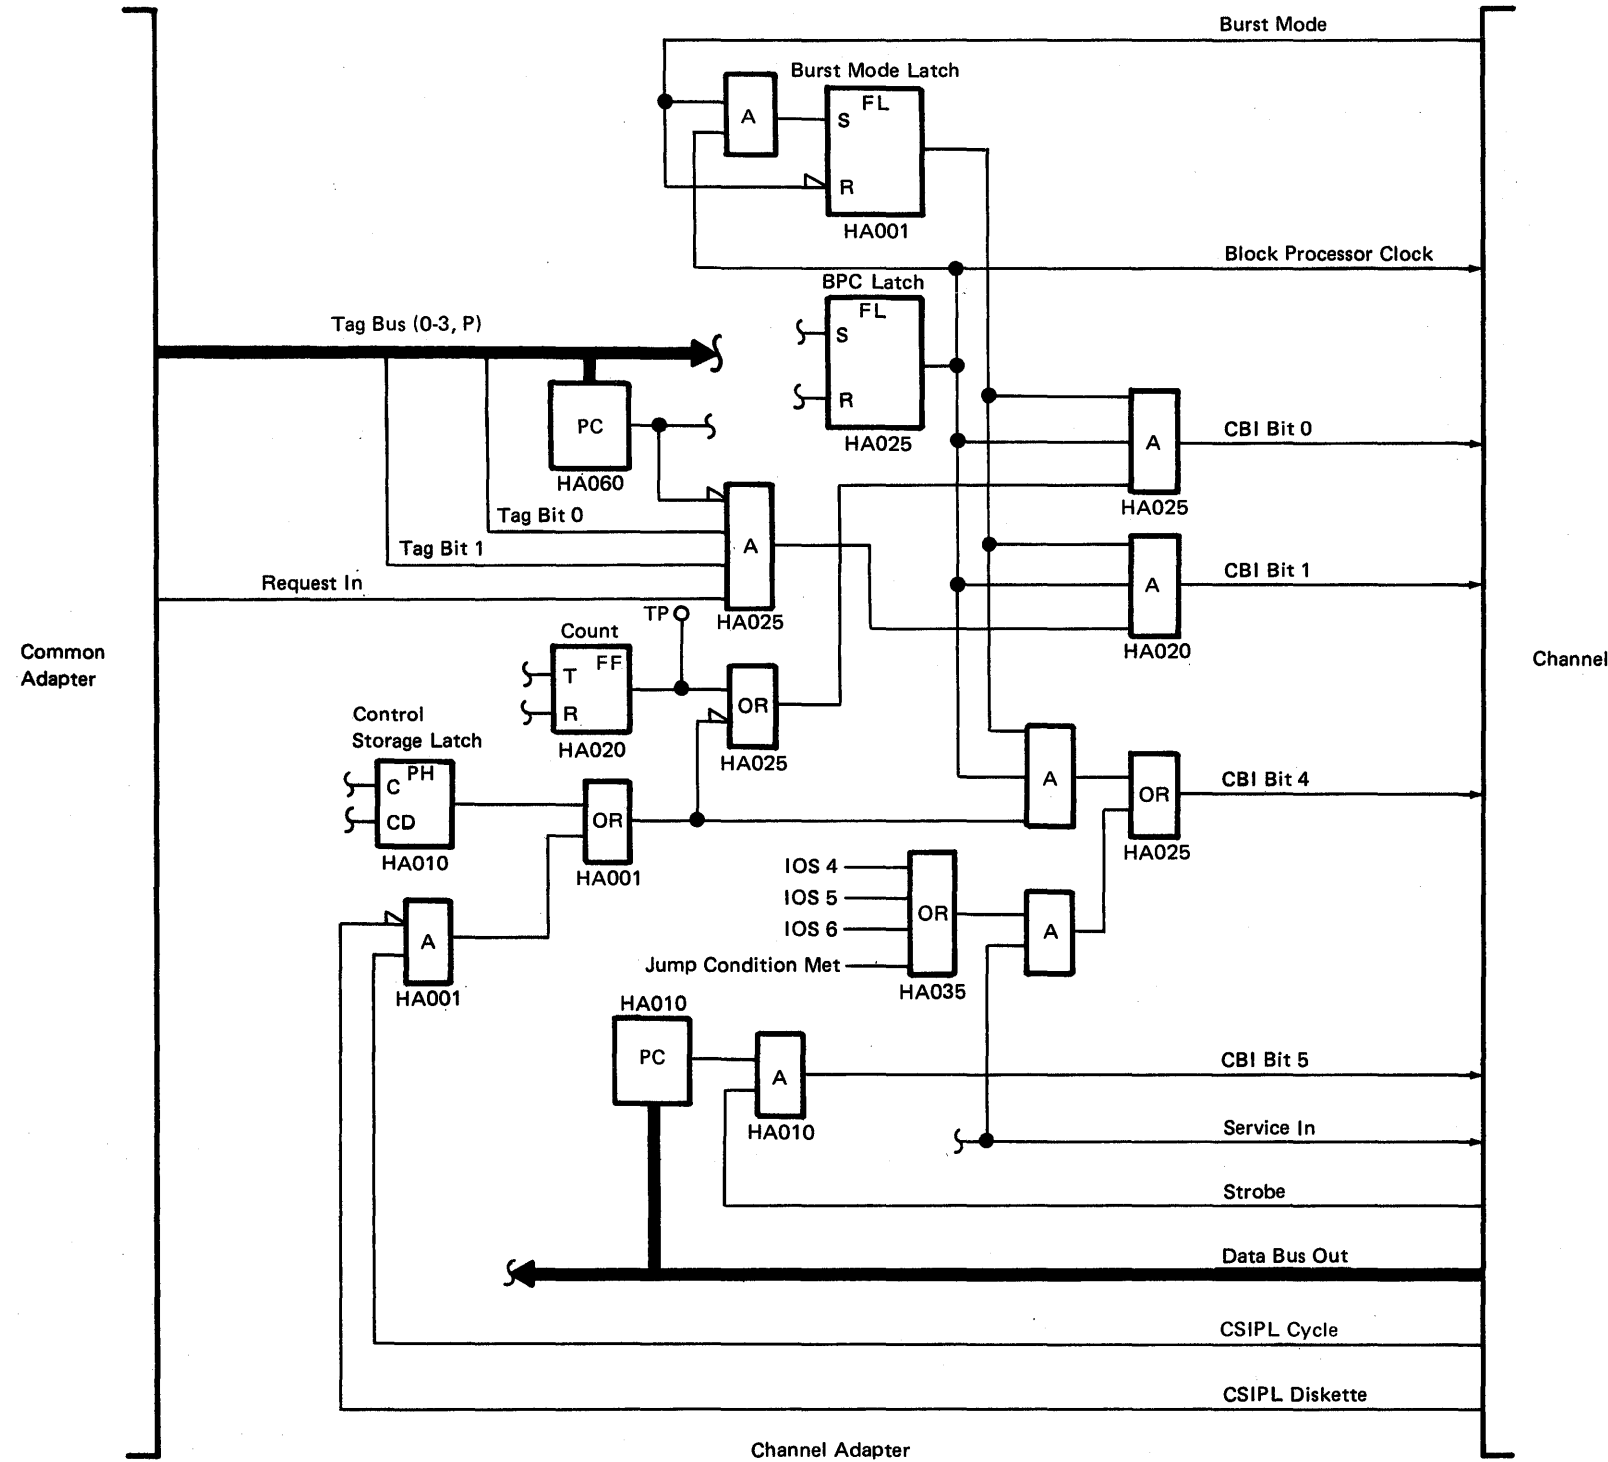 Burst Mode
Burst Mode Latch
A
FL
S
R
HA001
Block Processor Clock
BPC Latch
FL
S
R
HA025
Tag Bus (0-3, P)
PC
HA060
A
CBI Bit 0
HA025
Tag Bit 0
Tag Bit 1
A
Request In
HA025
A
CBI Bit 1
HA020
TP
Common
Adapter
Channel
Count
T
FF
R
HA020
OR
HA025
Control
Storage Latch
PH
C
CD
HA010
OR
HA001
A
OR
CBI Bit 4
HA025
IOS 4
IOS 5
IOS 6
Jump Condition Met
OR
HA035
A
A
HA001
HA010
PC
A
HA010
CBI Bit 5
Service In
Strobe
Data Bus Out
CSIPL Cycle
CSIPL Diskette
Channel Adapter